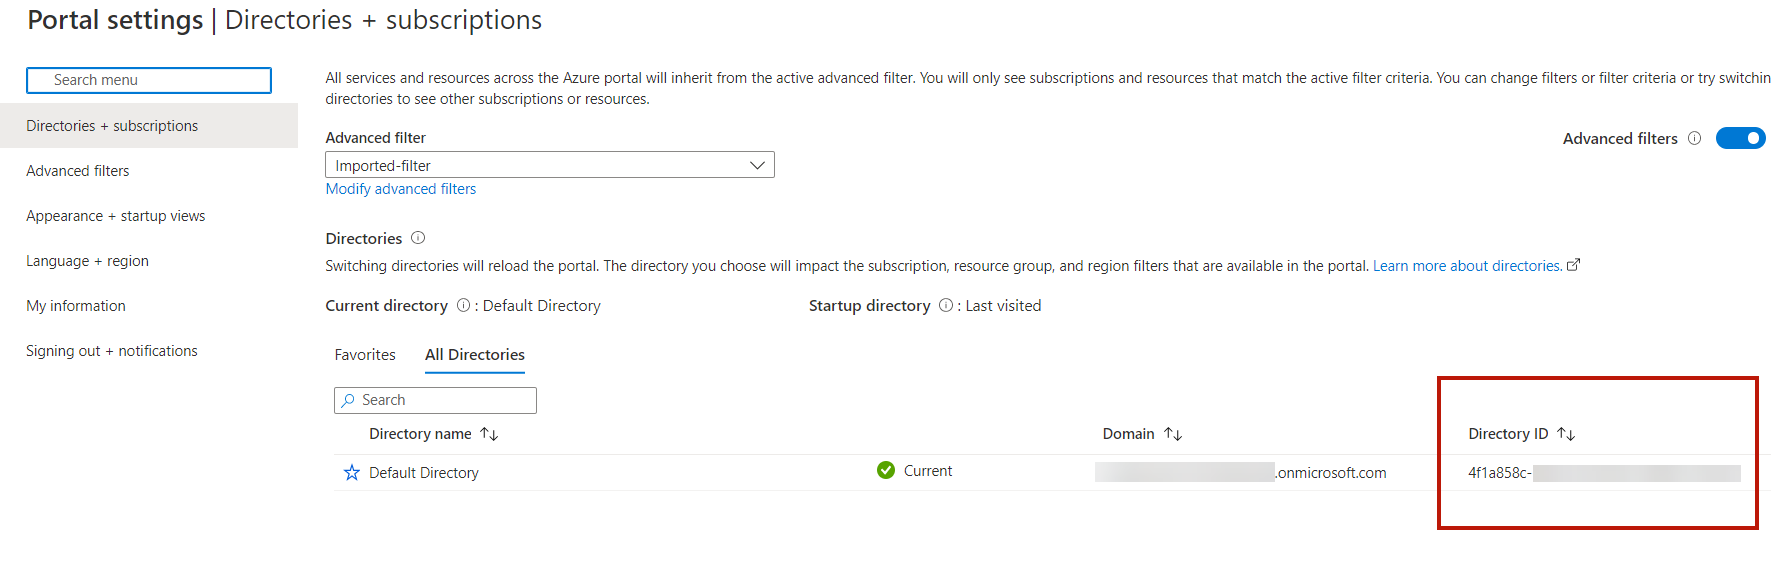 Portal settings | Directories + subscriptions
Search menu
Directories + subscriptions
Advanced filters
Appearance + startup views
Language + region
My information
Signing out + notifications
All services and resources across the Azure portal will inherit from the active advanced filter. You will only see subscriptions and resources that match the active filter criteria. You can change filters or filter criteria or try switchin
directories to see other subscriptions or resources.
Advanced filter
Advanced filters
Imported-filter
Modify advanced filters
Directories
Switching directories will reload the portal. The directory you choose will impact the subscription, resource group, and region filters that are available in the portal. Learn more about directories.
Current directory : Default Directory
Startup directory : Last visited
Favorites
All Directories
Search
Directory name
Domain
Directory ID
Default Directory
Current
.onmicrosoft.com
4f1a858c-